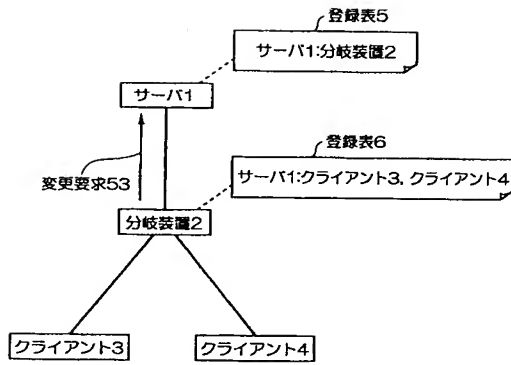 登録表5
サーバ1:分岐装置2
サーバ1
登録表6
サーバ1:クライアント3, クライアント4
変更要求53
分岐装置2
クライアント3
クライアント4